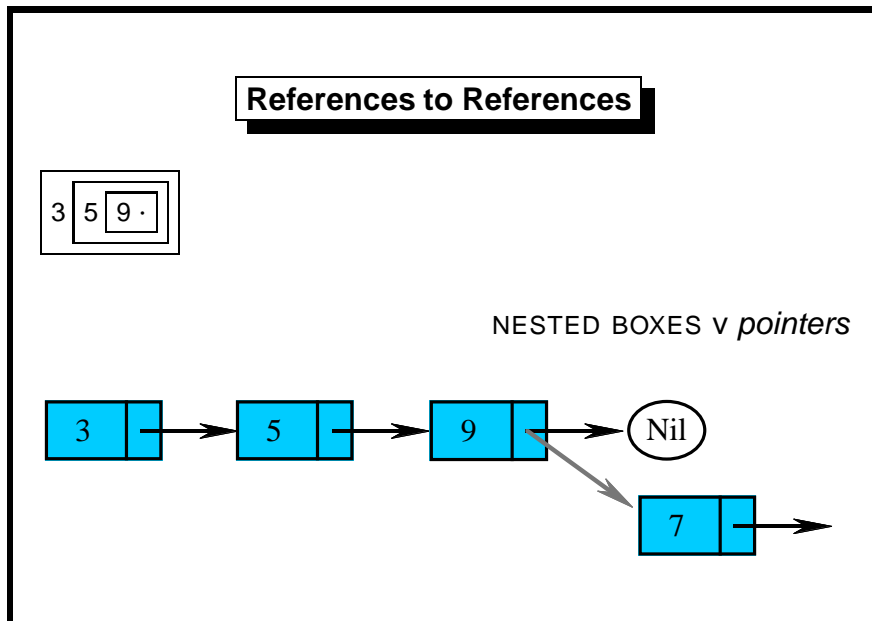 References to References
3 5 9 ·
NESTED BOXES v pointers
3 5 9 Nil
7